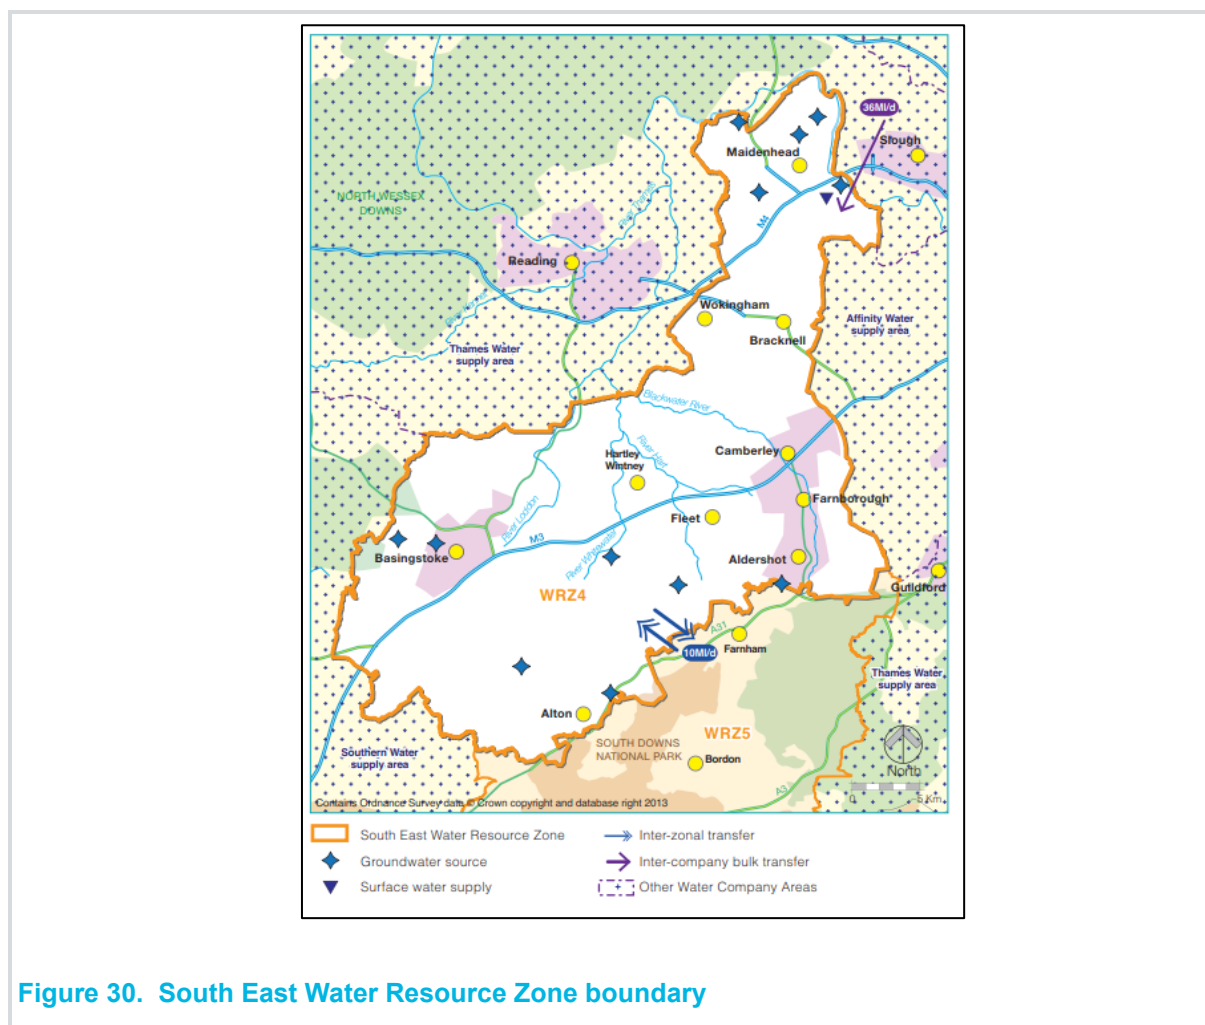 36Ml/d
Slough
Maidenhead
NORTH WESSEX
DOWNS
River Thames
M4
Reading
Wokingham
Bracknell
Affinity Water
supply area
Thames Water
supply area
Blackwater River
River Hart
Camberley
Hartley
Wintney
Farnborough
Fleet
River Loddon
M3
River Whitewater
Basingstoke
Aldershot
Guildford
WRZ4
A31
10Ml/d
Farnham
Thames Water
supply area
Alton
WRZ5
SOUTH DOWNS
NATIONAL PARK
Bordon
Southern Water
supply area
North
A3
0 5 Km
Contains Ordnance Survey data © Crown copyright and database right 2013
South East Water Resource Zone
Inter-zonal transfer
Groundwater source
Inter-company bulk transfer
Surface water supply
Other Water Company Areas
Figure 30. South East Water Resource Zone boundary